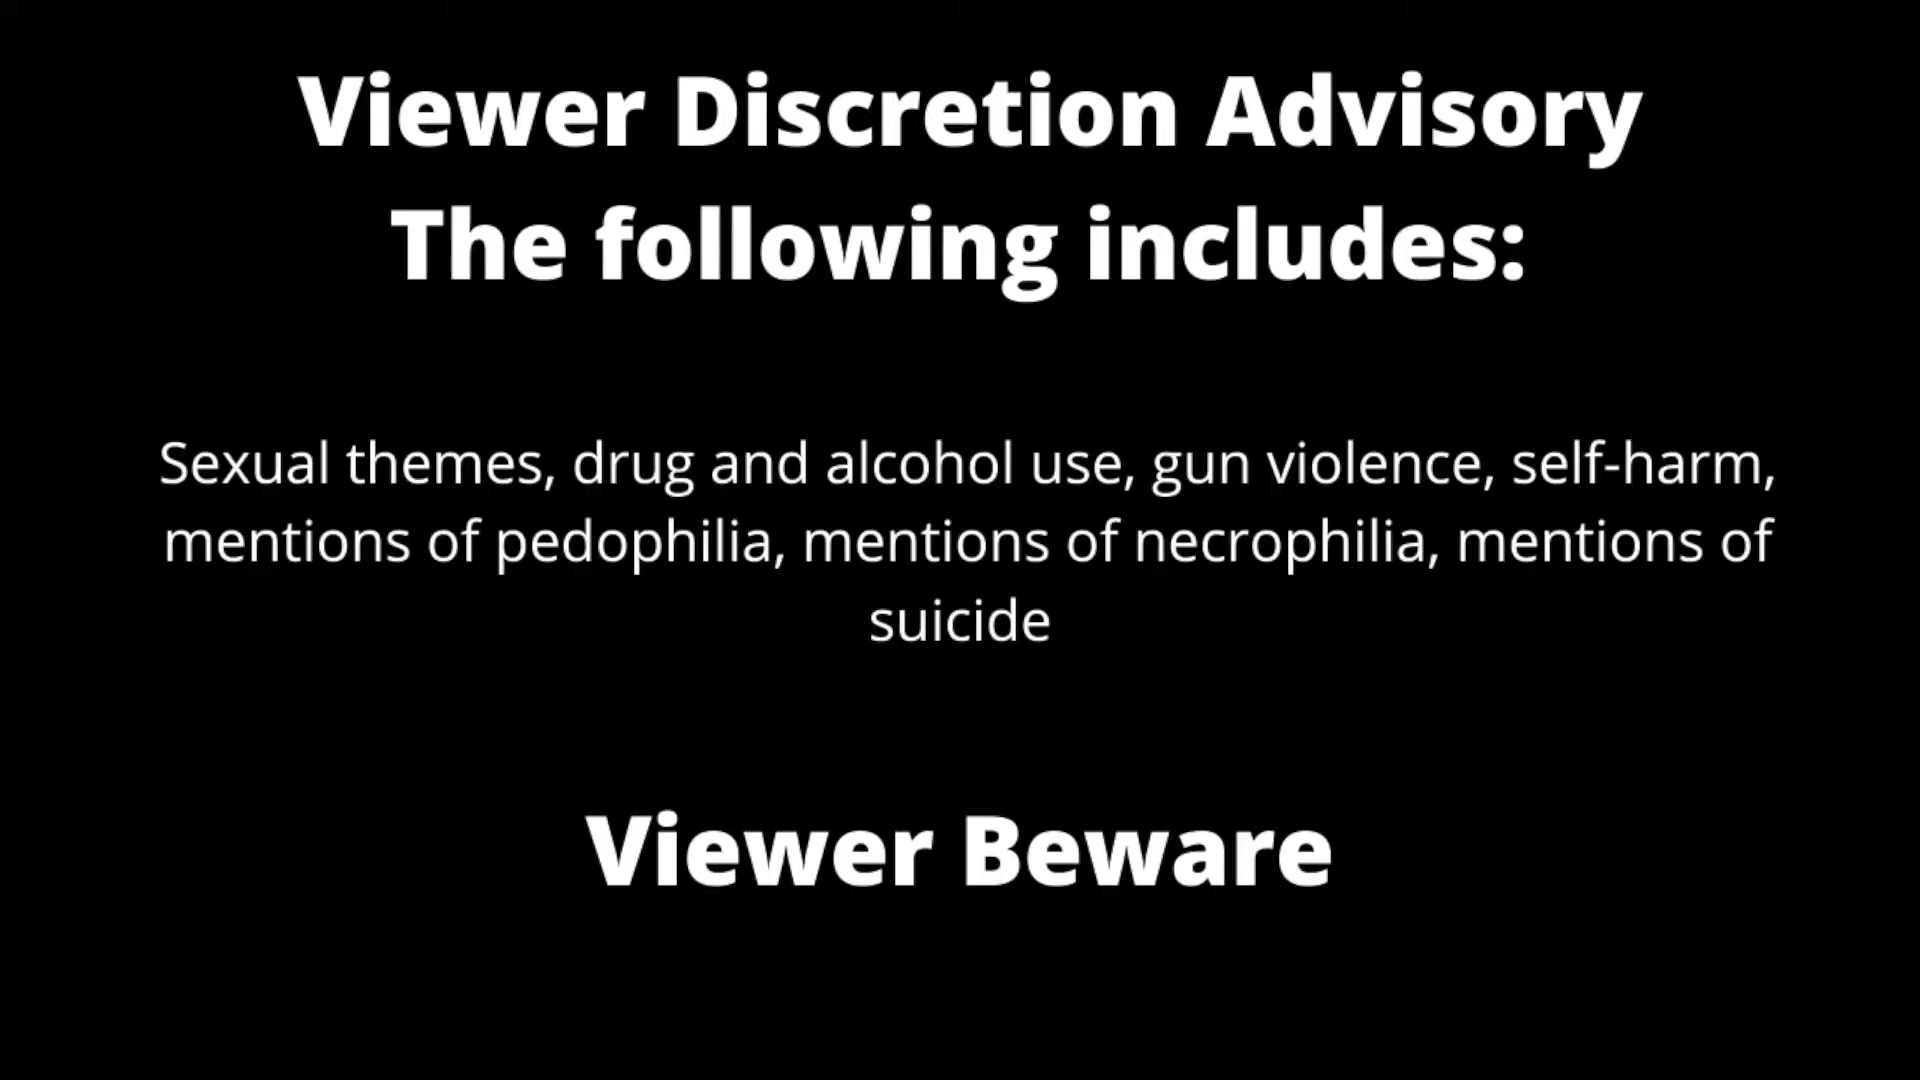 Viewer Discretion Advisory
The following includes:
Sexual themes, drug and alcohol use, gun violence, self-harm,
mentions of pedophilia, mentions of necrophilia, mentions of
suicide
Viewer Beware